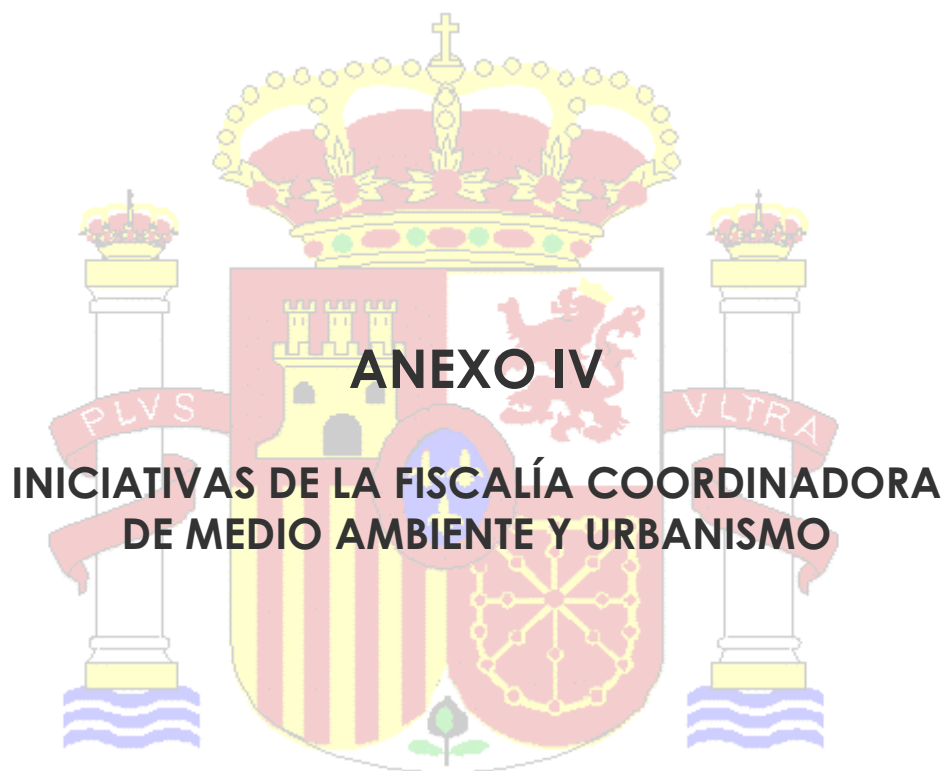 ANEXO IV
PLVS VLTRA
INICIATIVAS DE LA FISCALÍA COORDINADORA
DE MEDIO AMBIENTE Y URBANISMO